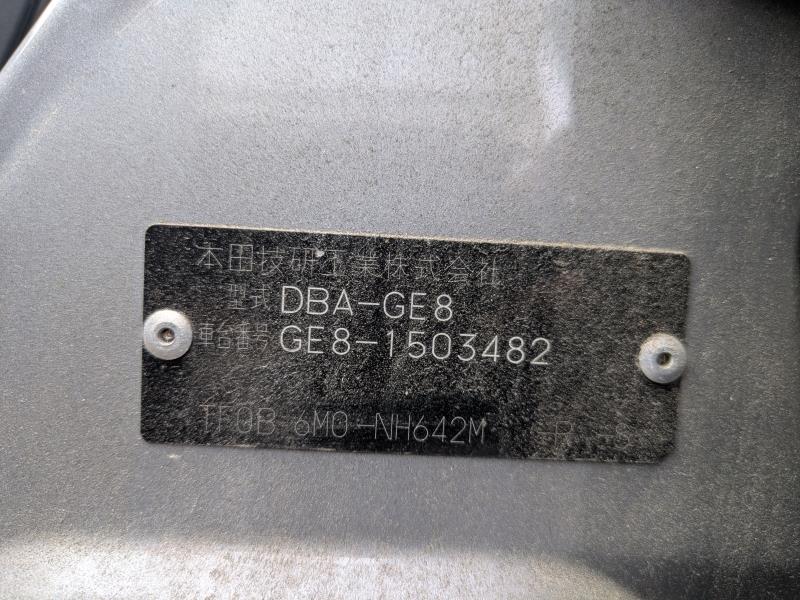 本田技研工業株式会社
型式 DBA-GE8
車台番号 GE8-1503482
TF0B 6M0-NH642M R -S